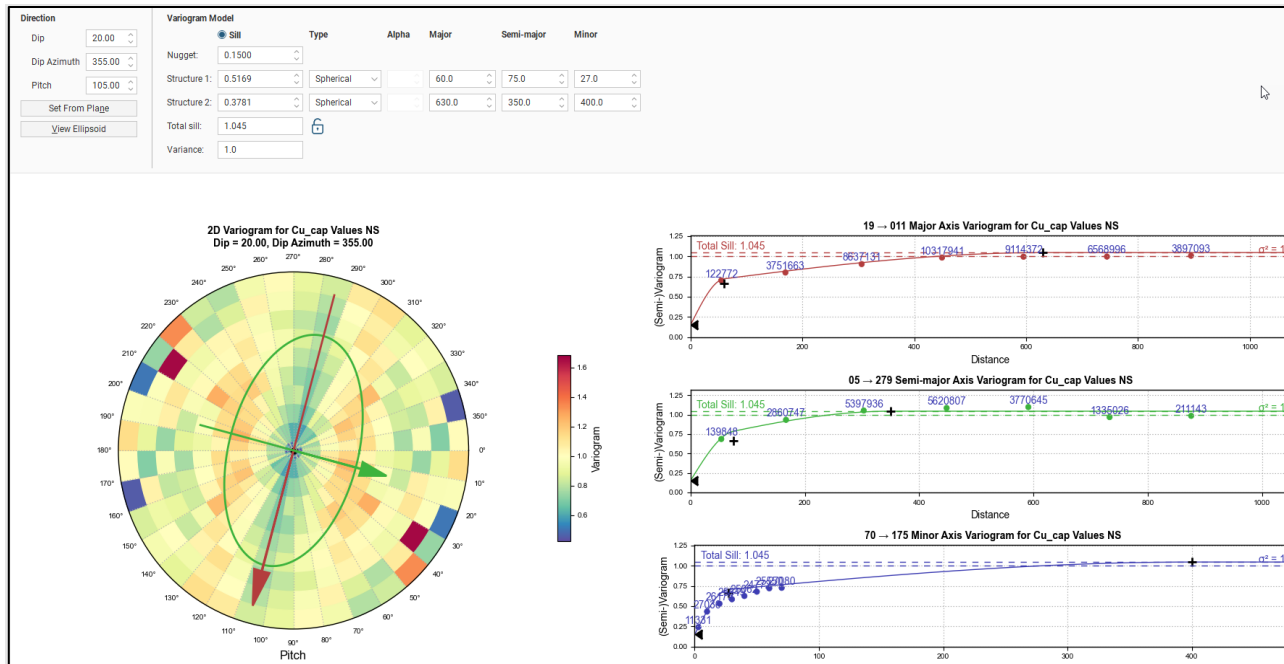 Direction
Dip 20.00
Dip Azimuth 355.00
Pitch 105.00
Set From Plane
View Ellipsoid
Variogram Model
Sill Type Alpha Major Semi-major Minor
Nugget: 0.1500
Structure 1: 0.5169 Spherical 60.0 75.0 27.0
Structure 2: 0.3781 Spherical 630.0 350.0 400.0
Total sill: 1.045
Variance: 1.0
2D Variogram for Cu_cap Values NS
Dip = 20.00, Dip Azimuth = 355.00
250° 260° 270° 280° 290°
240° 300°
230° 310°
220° 320°
210° 330°
200° 340°
190° 350°
180° 0°
170° 10°
160° 20°
150° 30°
140° 40°
130° 50°
120° 60°
110° 100° 90° 80° 70°
Pitch
1.6
1.4
1.2
1.0
0.8
0.6
Variogram
19 → 011 Major Axis Variogram for Cu_cap Values NS
Total Sill: 1.045
σ² = 1
122772 3751663 8637131 10317941 9114372 6568996 3897093
1.25
1.00
0.75
0.50
0.25
0.00
(Semi-)Variogram
0 200 400 600 800 1000
Distance
05 → 279 Semi-major Axis Variogram for Cu_cap Values NS
Total Sill: 1.045
σ² = 1
139848 2860747 5397936 5620807 3770645 1335026 211143
1.25
1.00
0.75
0.50
0.25
0.00
(Semi-)Variogram
0 200 400 600 800 1000
Distance
70 → 175 Minor Axis Variogram for Cu_cap Values NS
Total Sill: 1.045
σ² = 1
11331
1.25
1.00
0.75
0.50
0.25
0.00
(Semi-)Variogram
0 100 200 300 400